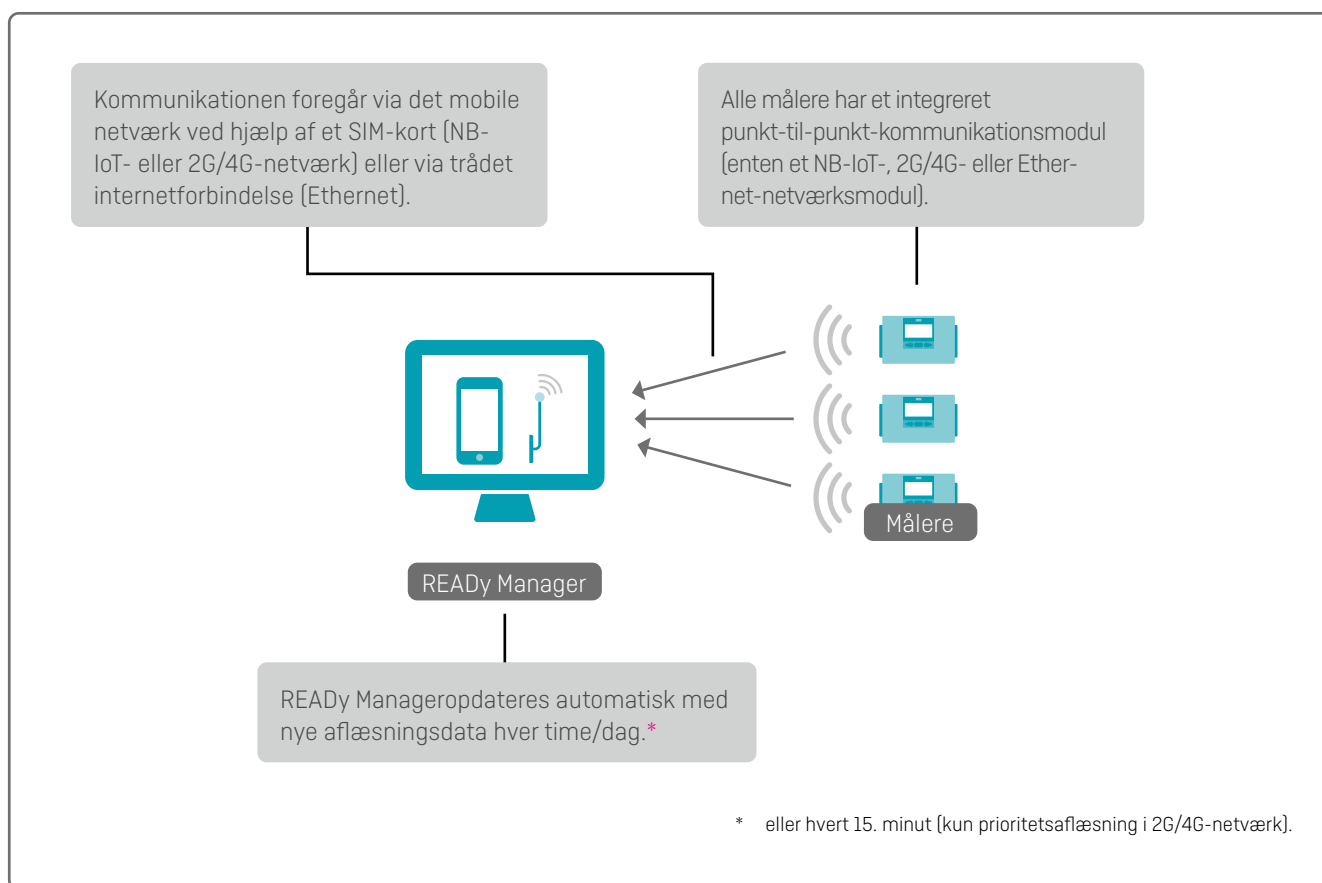 Kommunikationen foregår via det mobile
netværk ved hjælp af et SIM-kort (NB-
IoT- eller 2G/4G-netværk) eller via trådet
internetforbindelse (Ethernet).
Alle målere har et integreret
punkt-til-punkt-kommunikationsmodul
(enten et NB-IoT-, 2G/4G- eller Ether-
net-netværksmodul).
Målere
READy Manager
READy Manageropdateres automatisk med
nye aflæsningsdata hver time/dag.*
* eller hvert 15. minut (kun prioritetsaflæsning i 2G/4G-netværk).